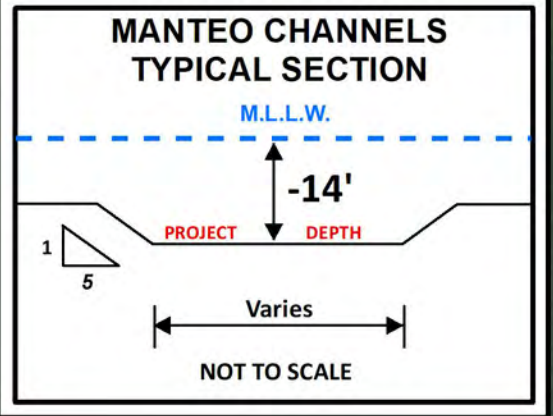 MANTEO CHANNELS
TYPICAL SECTION
M.L.L.W.
-14'
PROJECT DEPTH
1
5
Varies
NOT TO SCALE